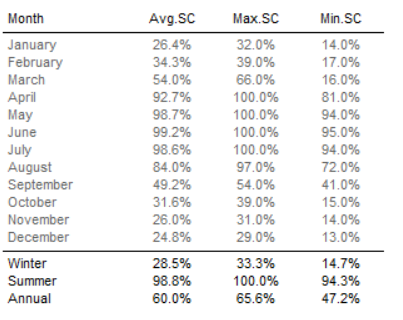 Month Avg.SC Max.SC Min.SC
January 26.4% 32.0% 14.0%
February 34.3% 39.0% 17.0%
March 54.0% 66.0% 16.0%
April 92.7% 100.0% 81.0%
May 98.7% 100.0% 94.0%
June 99.2% 100.0% 95.0%
July 98.6% 100.0% 94.0%
August 84.0% 97.0% 72.0%
September 49.2% 54.0% 41.0%
October 31.6% 39.0% 15.0%
November 26.0% 31.0% 14.0%
December 24.8% 29.0% 13.0%
Winter 28.5% 33.3% 14.7%
Summer 98.8% 100.0% 94.3%
Annual 60.0% 65.6% 47.2%